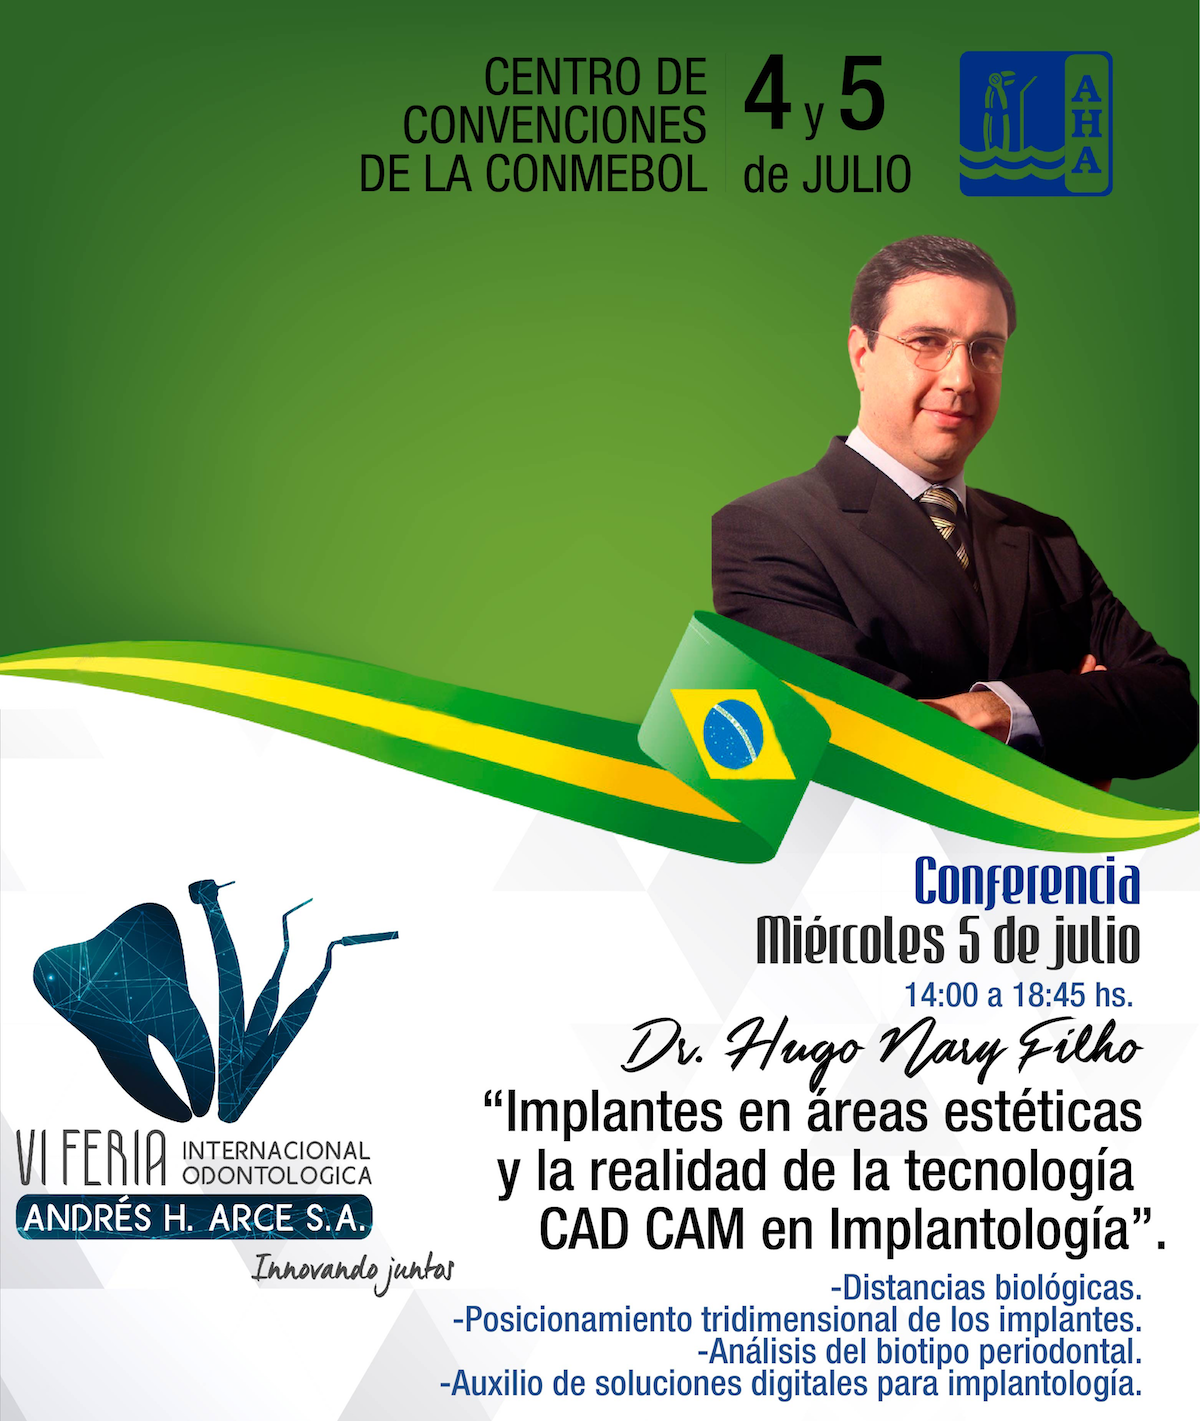 CENTRO DE
CONVENCIONES
DE LA CONMEBOL
4 y 5
de JULIO
AHA
Conferencia
Miércoles 5 de julio
14:00 a 18:45 hs.
Dr. Hugo Nary Filho
“Implantes en áreas estéticas
y la realidad de la tecnología
CAD CAM en Implantología”.
-Distancias biológicas.
-Posicionamiento tridimensional de los implantes.
-Análisis del biotipo periodontal.
-Auxilio de soluciones digitales para implantología.
VI FERIA INTERNACIONAL
ODONTOLOGICA
ANDRÉS H. ARCE S.A.
Innovando juntos